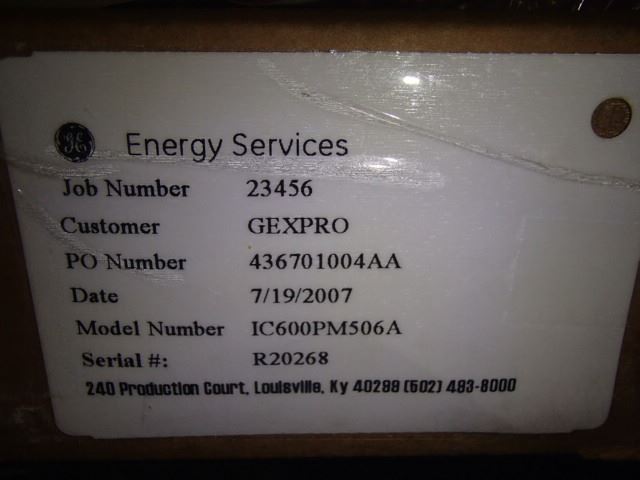 GE Energy Services
Job Number 23456
Customer GEXPRO
PO Number 436701004AA
Date 7/19/2007
Model Number IC600PM506A
Serial #: R20268
240 Production Court, Louisville, Ky 40299 (502) 493-8000